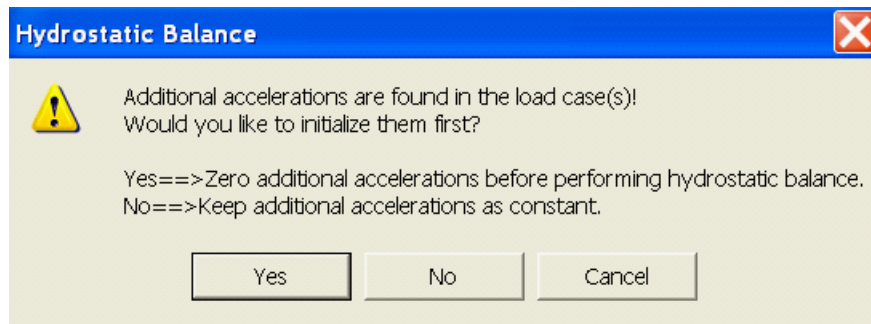 Hydrostatic Balance
Additional accelerations are found in the load case(s)!
Would you like to initialize them first?
Yes==>Zero additional accelerations before performing hydrostatic balance.
No==>Keep additional accelerations as constant.
Yes No Cancel